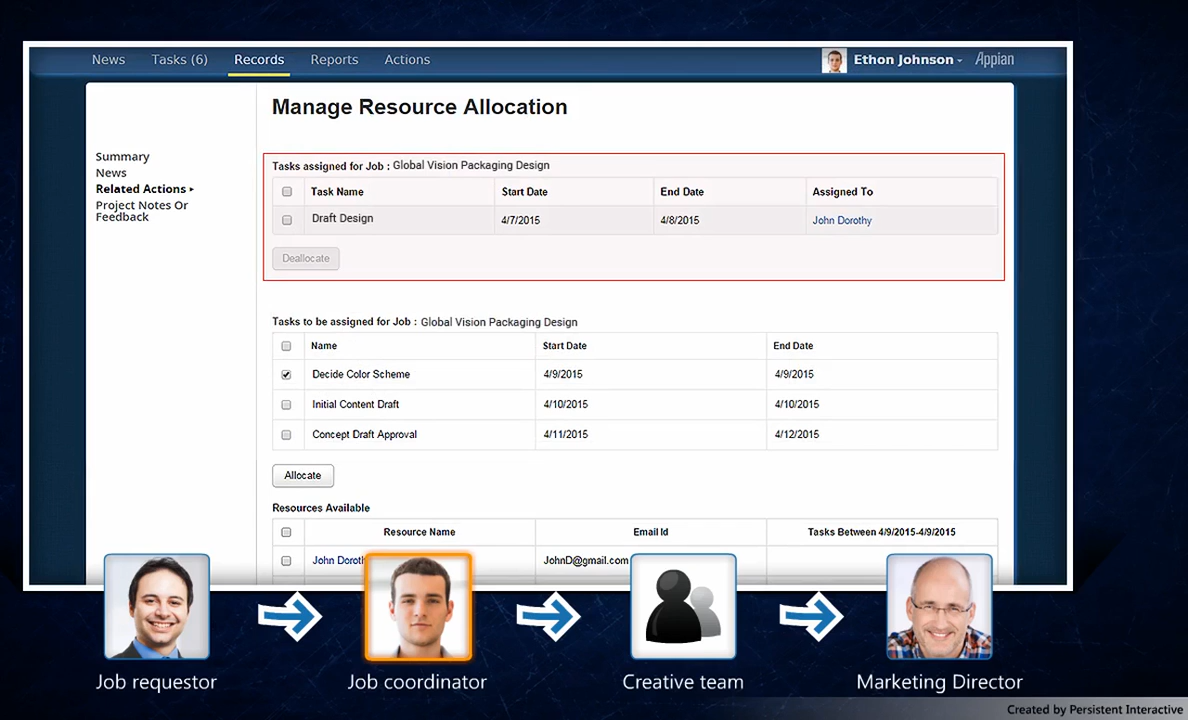 News Tasks (6) Records Reports Actions Ethon Johnson Appian
Manage Resource Allocation
Summary
News
Related Actions
Project Notes Or
Feedback
Tasks assigned for Job : Global Vision Packaging Design
Task Name Start Date End Date Assigned To
Draft Design 4/7/2015 4/8/2015 John Dorothy
Deallocate
Tasks to be assigned for Job : Global Vision Packaging Design
Name Start Date End Date
Decide Color Scheme 4/9/2015 4/9/2015
Initial Content Draft 4/10/2015 4/10/2015
Concept Draft Approval 4/11/2015 4/12/2015
Allocate
Resources Available
Resource Name Email Id Tasks Between 4/9/2015-4/9/2015
John JohnD@gmail.com
Job requestor Job coordinator Creative team Marketing Director
Created by Persistent Interactive